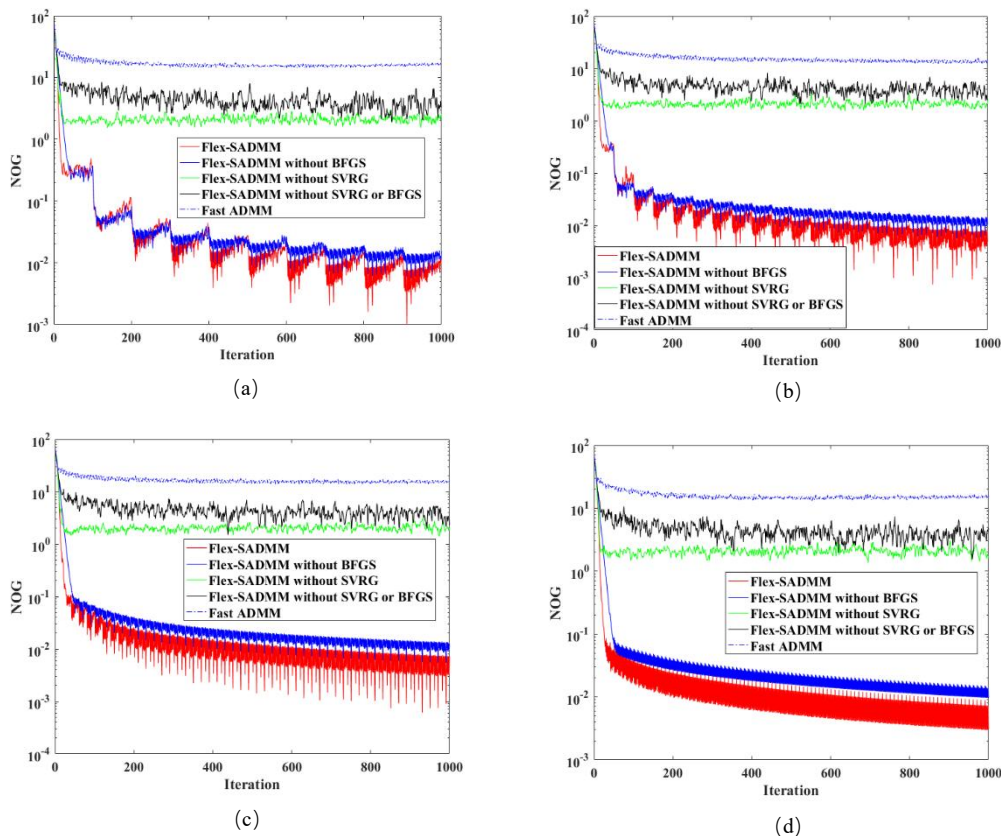 10^2
10^1
10^0
10^-1
10^-2
10^-3
NOG
Flex-SADMM
Flex-SADMM without BFGS
Flex-SADMM without SVRG
Flex-SADMM without SVRG or BFGS
Fast ADMM
0 200 400 600 800 1000
Iteration
(a)
10^2
10^1
10^0
10^-1
10^-2
10^-3
10^-4
NOG
Flex-SADMM
Flex-SADMM without BFGS
Flex-SADMM without SVRG
Flex-SADMM without SVRG or BFGS
Fast ADMM
0 200 400 600 800 1000
Iteration
(b)
10^2
10^1
10^0
10^-1
10^-2
10^-3
10^-4
NOG
Flex-SADMM
Flex-SADMM without BFGS
Flex-SADMM without SVRG
Flex-SADMM without SVRG or BFGS
Fast ADMM
0 200 400 600 800 1000
Iteration
(c)
10^2
10^1
10^0
10^-1
10^-2
10^-3
NOG
Flex-SADMM
Flex-SADMM without BFGS
Flex-SADMM without SVRG
Flex-SADMM without SVRG or BFGS
Fast ADMM
0 200 400 600 800 1000
Iteration
(d)